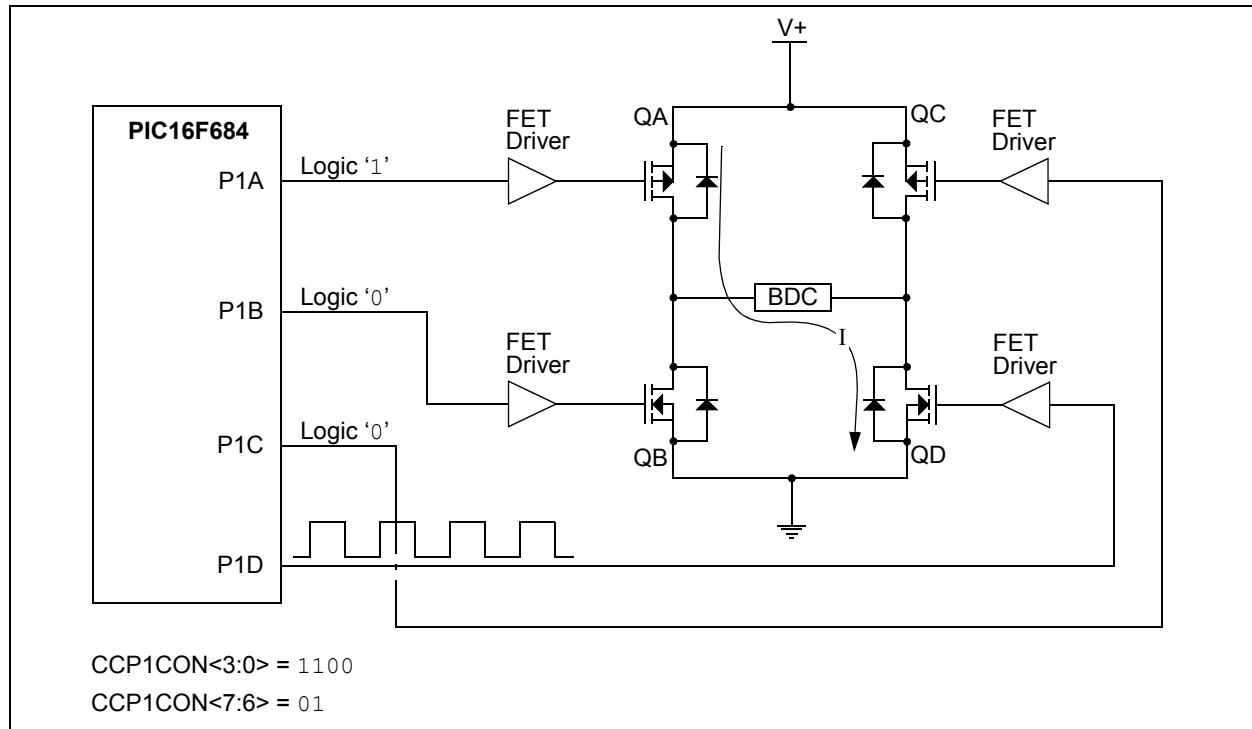 V+
QA
QC
FET
Driver
FET
Driver
PIC16F684
P1A
Logic ‘1’
BDC
P1B
Logic ‘0’
I
FET
Driver
FET
Driver
P1C
Logic ‘0’
QB
QD
P1D
CCP1CON<3:0> = 1100
CCP1CON<7:6> = 01